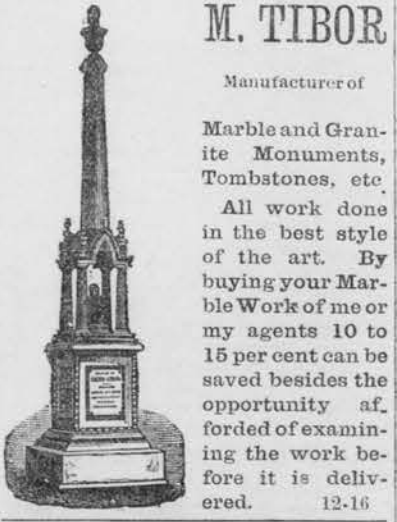 M. TIBOR
Manufacturer of
Marble and Gran-
ite Monuments,
Tombstones, etc.
All work done
in the best style
of the art. By
buying your Mar-
ble Work of me or
my agents 10 to
15 per cent can be
saved besides the
opportunity af-
forded of examin-
ing the work be-
fore it is deliv-
ered. 12-16